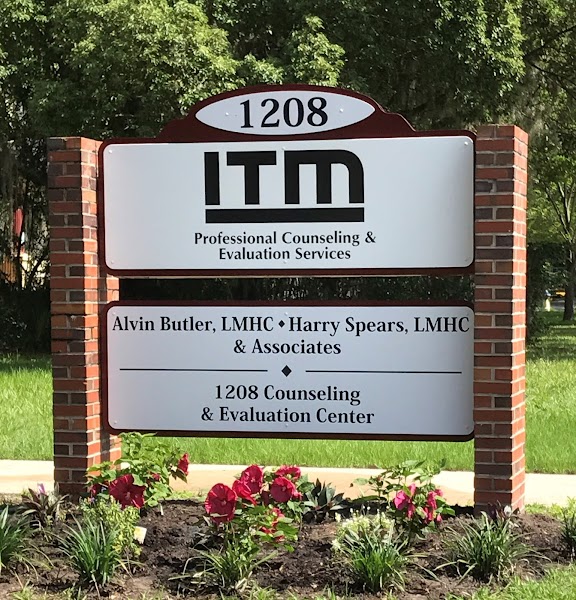 1208
ITM
Professional Counseling &
Evaluation Services
Alvin Butler, LMHC ♦ Harry Spears, LMHC
& Associates
1208 Counseling
& Evaluation Center